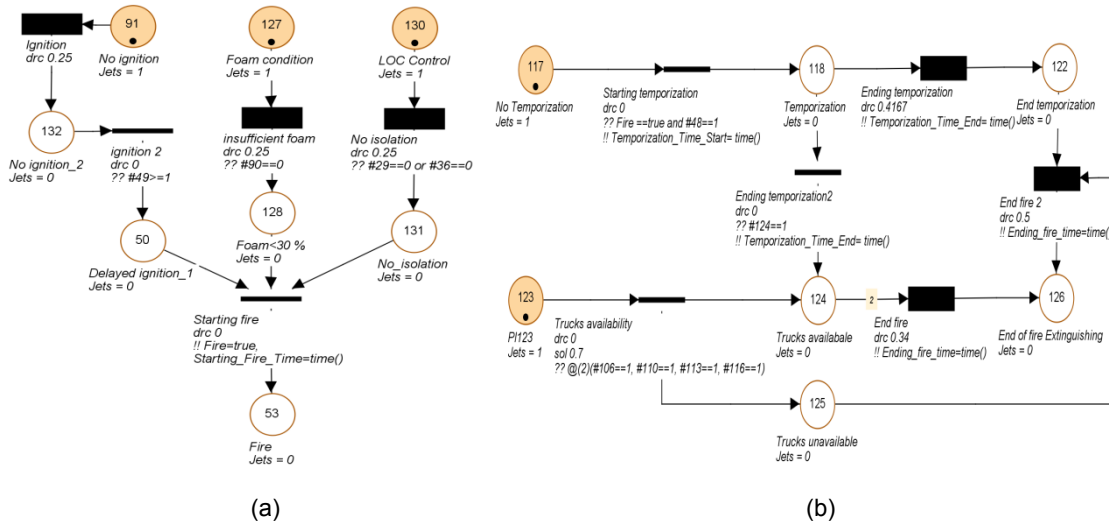 91
No ignition
Jets = 1
Ignition
drc 0.25
132
No ignition_2
Jets = 0
ignition 2
drc 0
?? #49>=1
50
Delayed ignition_1
Jets = 0
127
Foam condition
Jets = 1
insufficient foam
drc 0.25
?? #90==0
128
Foam<30 %
Jets = 0
130
LOC Control
Jets = 1
No isolation
drc 0.25
?? #29==0 or #36==0
131
No_isolation
Jets = 0
Starting fire
drc 0
!! Fire=true,
Starting_Fire_Time=time()
53
Fire
Jets = 0
(a)
117
No Temporization
Jets = 1
Starting temporization
drc 0
?? Fire ==true and #48==1
!! Temporization_Time_Start= time()
118
Temporization
Jets = 0
Ending temporization
drc 0.4167
!! Temporization_Time_End= time()
122
End temporization
Jets = 0
Ending temporization2
drc 0
?? #124==1
!! Temporization_Time_End= time()
End fire 2
drc 0.5
!! Ending_fire_time=time()
123
PI123
Jets = 1
Trucks availability
drc 0
sol 0.7
?? @(2)(#106==1, #110==1, #113==1, #116==1)
124
Trucks availabale
Jets = 0
2
End fire
drc 0.34
!! Ending_fire_time=time()
126
End of fire Extinguishing
Jets = 0
125
Trucks unavailable
Jets = 0
(b)